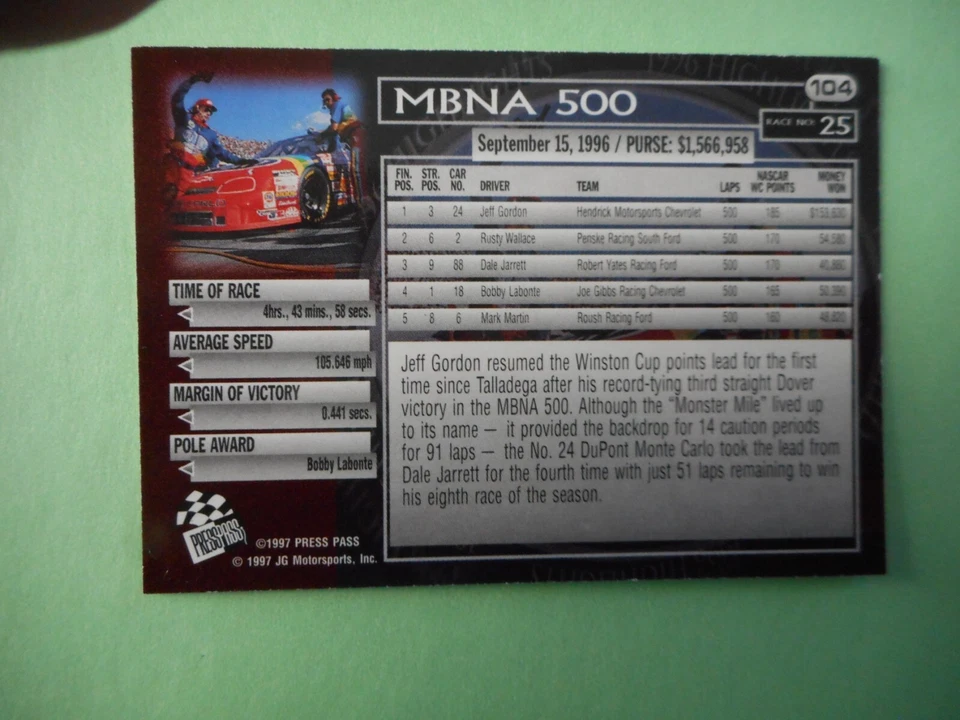 MBNA 500
104
RACE NO: 25
September 15, 1996 / PURSE: $1,566,958
FIN. POS. STR. POS. CAR NO. DRIVER TEAM LAPS NASCAR WC POINTS MONEY WON
1 3 24 Jeff Gordon Hendrick Motorsports Chevrolet 500 185 $153,630
2 6 2 Rusty Wallace Penske Racing South Ford 500 170 54,580
3 9 88 Dale Jarrett Robert Yates Racing Ford 500 170
4 1 18 Bobby Labonte Joe Gibbs Racing Chevrolet 500 165
5 8 6 Mark Martin Roush Racing Ford 500 160
TIME OF RACE
4hrs., 43 mins., 58 secs.
AVERAGE SPEED
105.646 mph
MARGIN OF VICTORY
0.441 secs.
POLE AWARD
Bobby Labonte
Jeff Gordon resumed the Winston Cup points lead for the first
time since Talladega after his record-tying third straight Dover
victory in the MBNA 500. Although the “Monster Mile” lived up
to its name — it provided the backdrop for 14 caution periods
for 91 laps — the No. 24 DuPont Monte Carlo took the lead from
Dale Jarrett for the fourth time with just 51 laps remaining to win
his eighth race of the season.
PRESS PASS
©1997 PRESS PASS
© 1997 JG Motorsports, Inc.